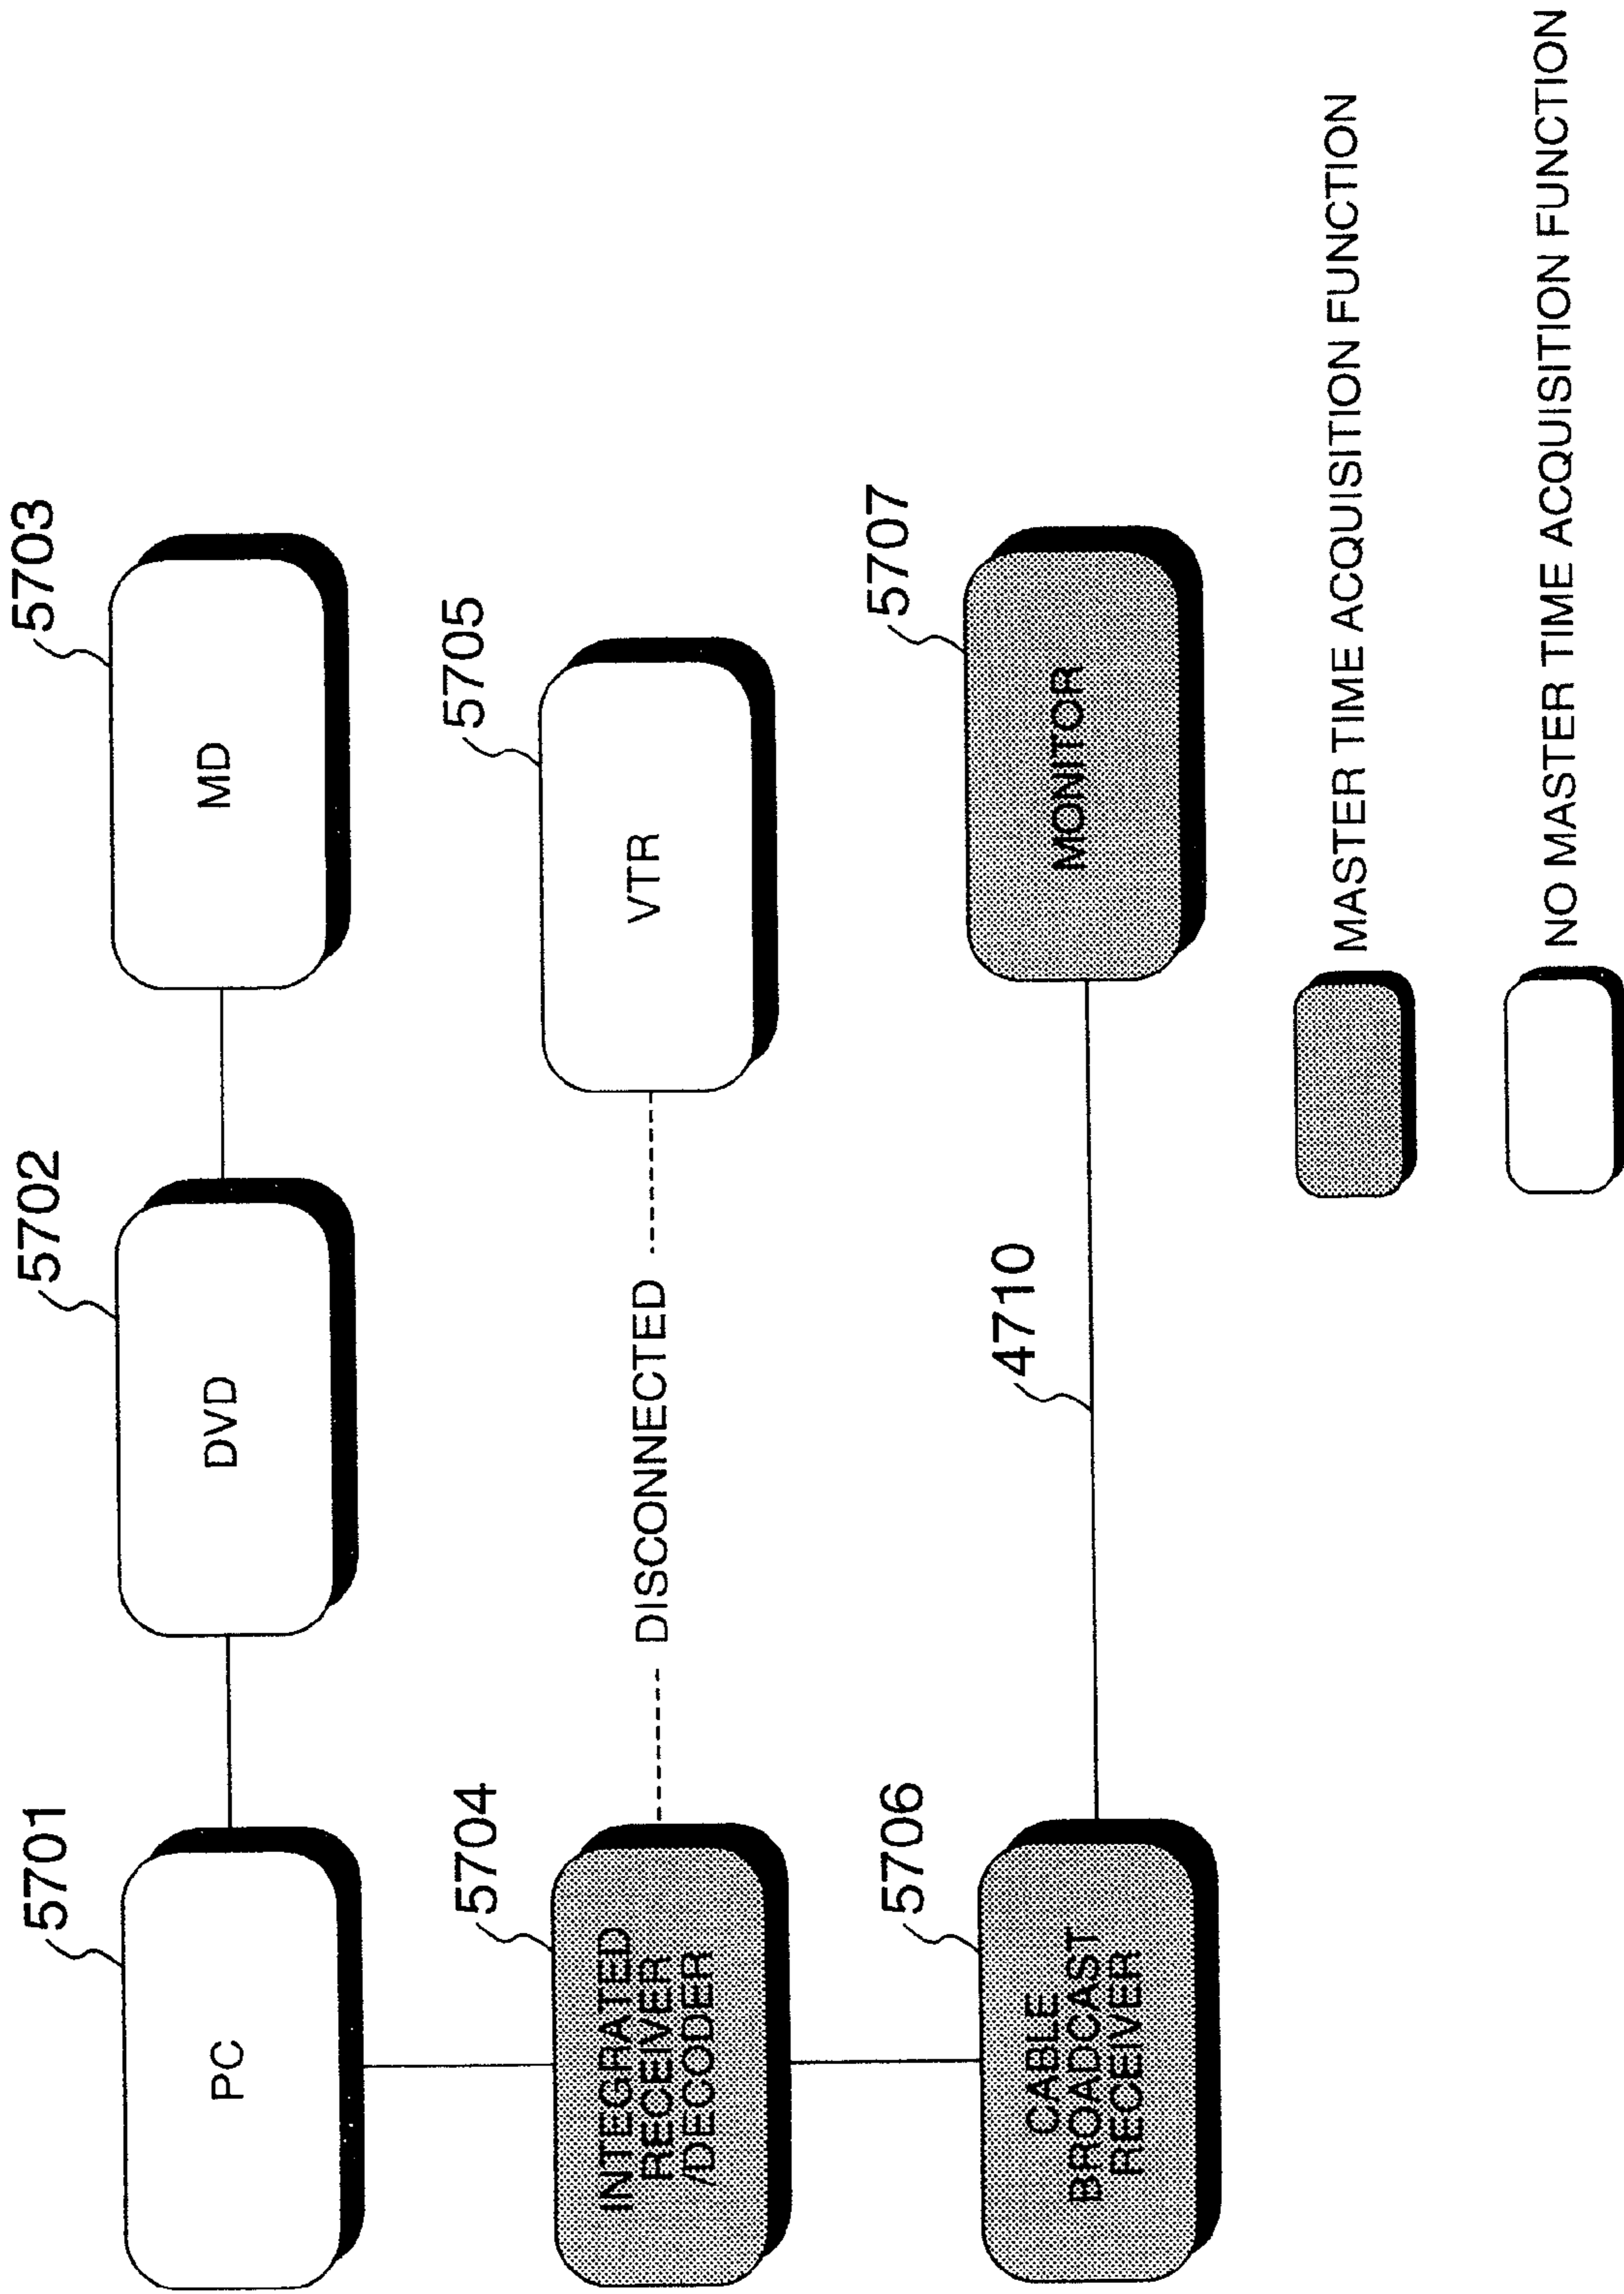 5701
PC
5702
DVD
5703
MD
5704
INTEGRATED
RECEIVER
/DECODER
DISCONNECTED
5705
VTR
5706
CABLE
BROADCAST
RECEIVER
4710
5707
MONITOR
MASTER TIME ACQUISITION FUNCTION
NO MASTER TIME ACQUISITION FUNCTION